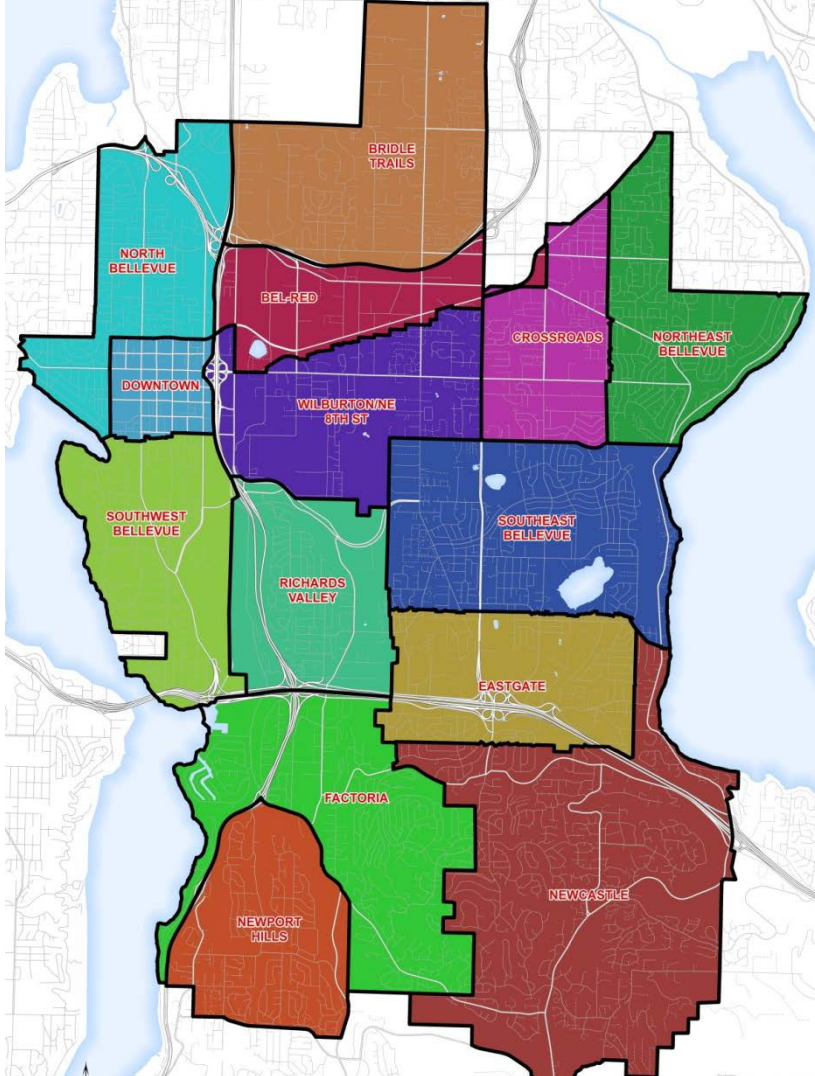 BRIDLE
TRAILS
NORTH
BELLEVUE
BEL-RED
CROSSROADS
NORTHEAST
BELLEVUE
DOWNTOWN
WILBURTON/NE
8TH ST
SOUTHWEST
BELLEVUE
SOUTHEAST
BELLEVUE
RICHARDS
VALLEY
EASTGATE
FACTORIA
NEWCASTLE
NEWPORT
HILLS